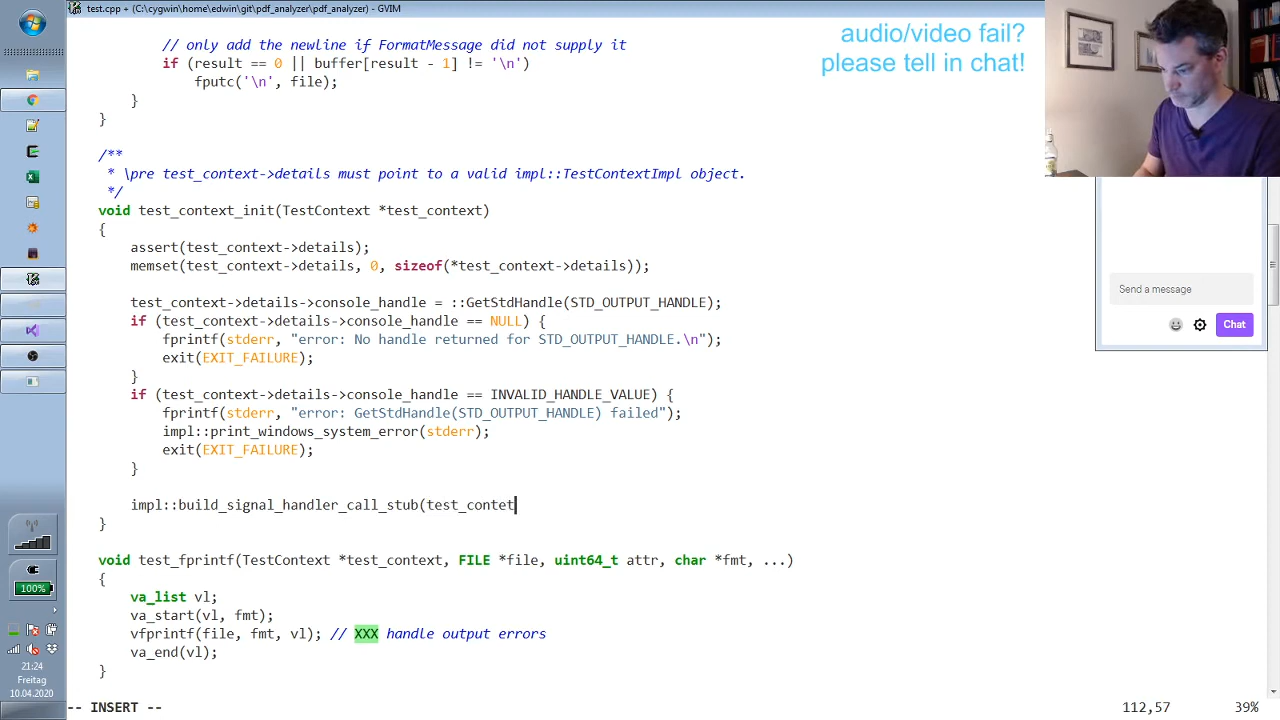 test.cpp + (C:\cygwin\home\edwin\git\pdf_analyzer\pdf_analyzer) - GVIM
audio/video fail?
please tell in chat!
// only add the newline if FormatMessage did not supply it
if (result == 0 || buffer[result - 1] != '\n')
fputc('\n', file);
}
}
/**
* \pre test_context->details must point to a valid impl::TestContextImpl object.
*/
void test_context_init(TestContext *test_context)
{
assert(test_context->details);
memset(test_context->details, 0, sizeof(*test_context->details));
test_context->details->console_handle = ::GetStdHandle(STD_OUTPUT_HANDLE);
if (test_context->details->console_handle == NULL) {
fprintf(stderr, "error: No handle returned for STD_OUTPUT_HANDLE.\n");
exit(EXIT_FAILURE);
}
if (test_context->details->console_handle == INVALID_HANDLE_VALUE) {
fprintf(stderr, "error: GetStdHandle(STD_OUTPUT_HANDLE) failed");
impl::print_windows_system_error(stderr);
exit(EXIT_FAILURE);
}
impl::build_signal_handler_call_stub(test_contet
}
void test_fprintf(TestContext *test_context, FILE *file, uint64_t attr, char *fmt, ...)
{
va_list vl;
va_start(vl, fmt);
vfprintf(file, fmt, vl); // XXX handle output errors
va_end(vl);
}
-- INSERT --
112,57
39%
Send a message
Chat
100%
21:24
Freitag
10.04.2020